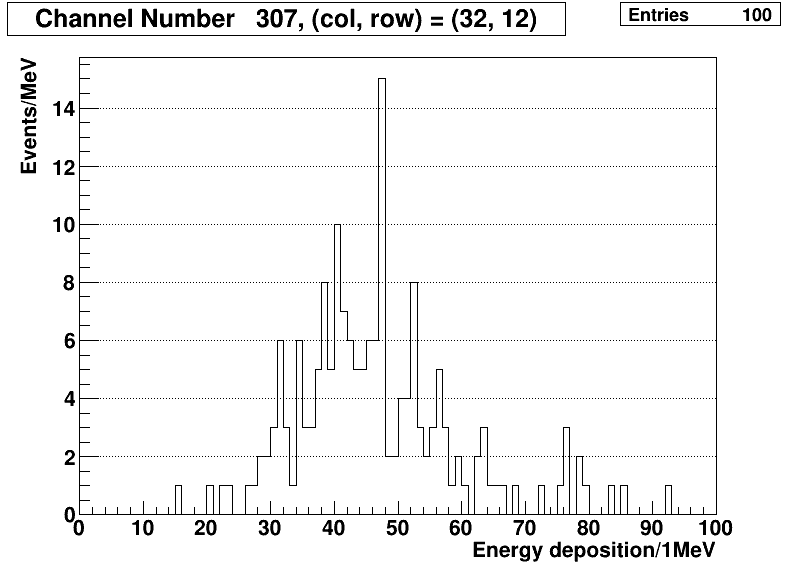 Channel Number 307, (col, row) = (32, 12)
Entries 100
Events/MeV
14
12
10
8
6
4
2
0
0 10 20 30 40 50 60 70 80 90 100
Energy deposition/1MeV